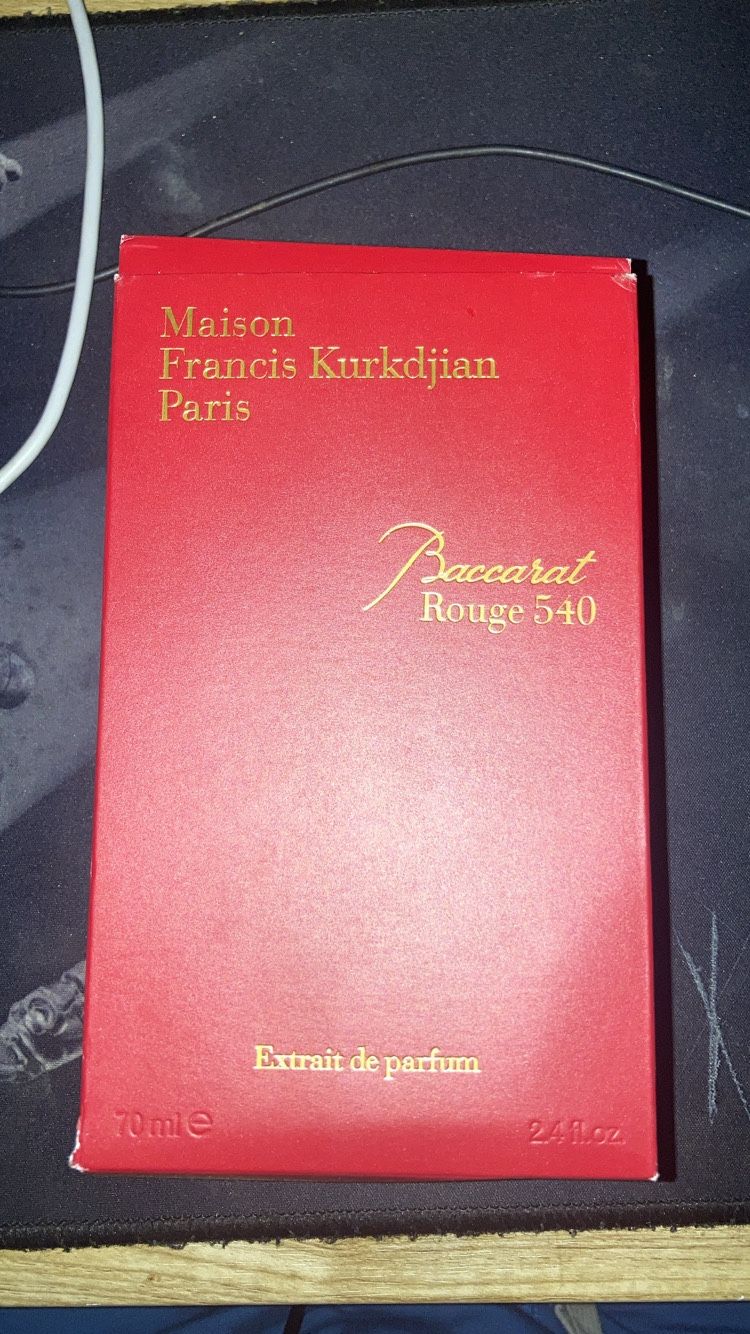 Maison
Francis Kurkdjian
Paris
Baccarat
Rouge 540
Extrait de parfum
70 ml ℮
2.4 fl.oz.